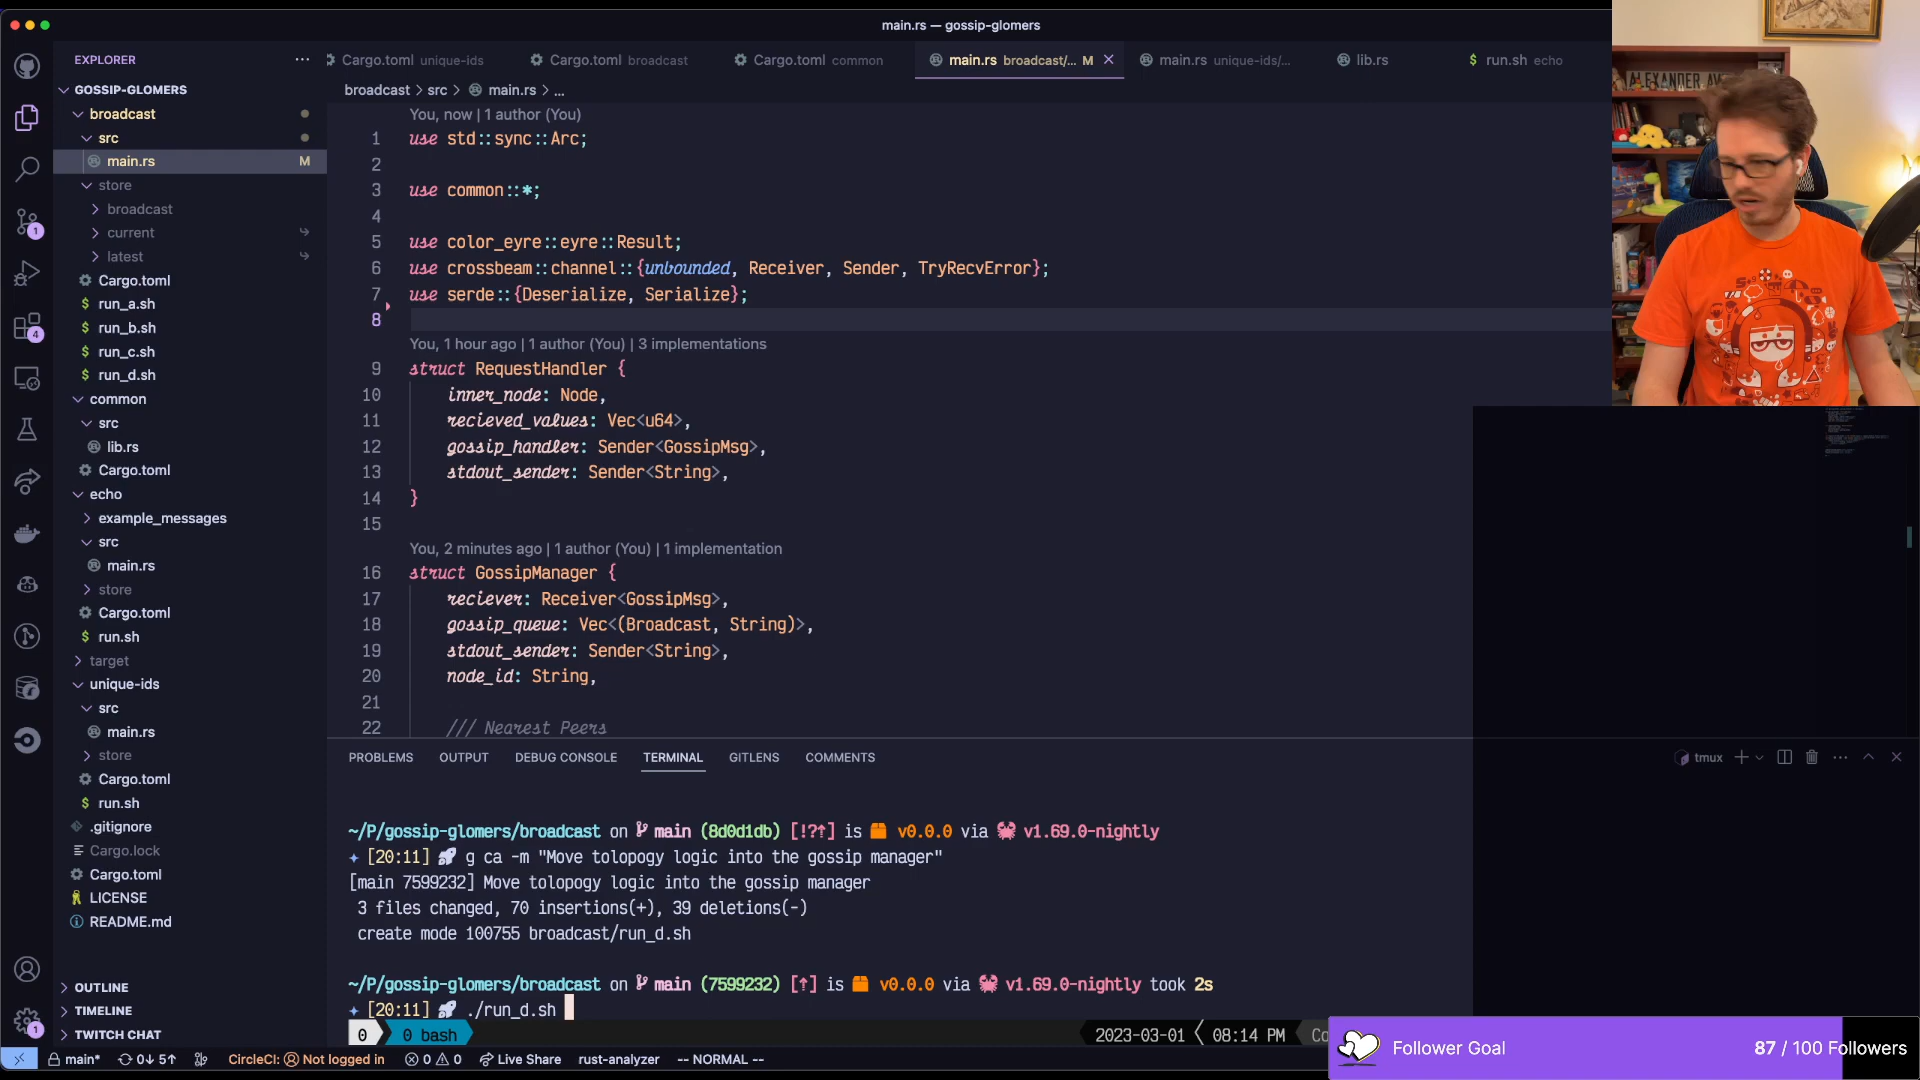 main.rs — gossip-glomers
EXPLORER
Cargo.toml unique-ids
Cargo.toml broadcast
Cargo.toml common
main.rs broadcast/... M
main.rs unique-ids/...
lib.rs
$ run.sh echo
broadcast > src > main.rs > ...
GOSSIP-GLOMERS
broadcast
src
main.rs M
store
broadcast
current
latest
Cargo.toml
$ run_a.sh
$ run_b.sh
$ run_c.sh
$ run_d.sh
common
src
lib.rs
Cargo.toml
echo
example_messages
src
main.rs
store
Cargo.toml
$ run.sh
target
unique-ids
src
main.rs
store
Cargo.toml
$ run.sh
.gitignore
Cargo.lock
Cargo.toml
LICENSE
README.md
OUTLINE
TIMELINE
TWITCH CHAT
1
4
1
You, now | 1 author (You)
1 use std::sync::Arc;
2
3 use common::*;
4
5 use color_eyre::eyre::Result;
6 use crossbeam::channel::{unbounded, Receiver, Sender, TryRecvError};
7 use serde::{Deserialize, Serialize};
8
You, 1 hour ago | 1 author (You) | 3 implementations
9 struct RequestHandler {
10 inner_node: Node,
11 recieved_values: Vec<u64>,
12 gossip_handler: Sender<GossipMsg>,
13 stdout_sender: Sender<String>,
14 }
15
You, 2 minutes ago | 1 author (You) | 1 implementation
16 struct GossipManager {
17 reciever: Receiver<GossipMsg>,
18 gossip_queue: Vec<(Broadcast, String)>,
19 stdout_sender: Sender<String>,
20 node_id: String,
21
22 /// Nearest Peers
PROBLEMS OUTPUT DEBUG CONSOLE TERMINAL GITLENS COMMENTS
tmux
~/P/gossip-glomers/broadcast on main (8d0d1db) [!?↑] is v0.0.0 via v1.69.0-nightly
[20:11] g ca -m "Move tolopogy logic into the gossip manager"
[main 7599232] Move tolopogy logic into the gossip manager
3 files changed, 70 insertions(+), 39 deletions(-)
create mode 100755 broadcast/run_d.sh
~/P/gossip-glomers/broadcast on main (7599232) [↑] is v0.0.0 via v1.69.0-nightly took 2s
[20:11] ./run_d.sh
0 0 bash 2023-03-01 08:14 PM Co
main* 0↓ 5↑ CircleCI: Not logged in 0 0 Live Share rust-analyzer -- NORMAL --
Follower Goal 87 / 100 Followers